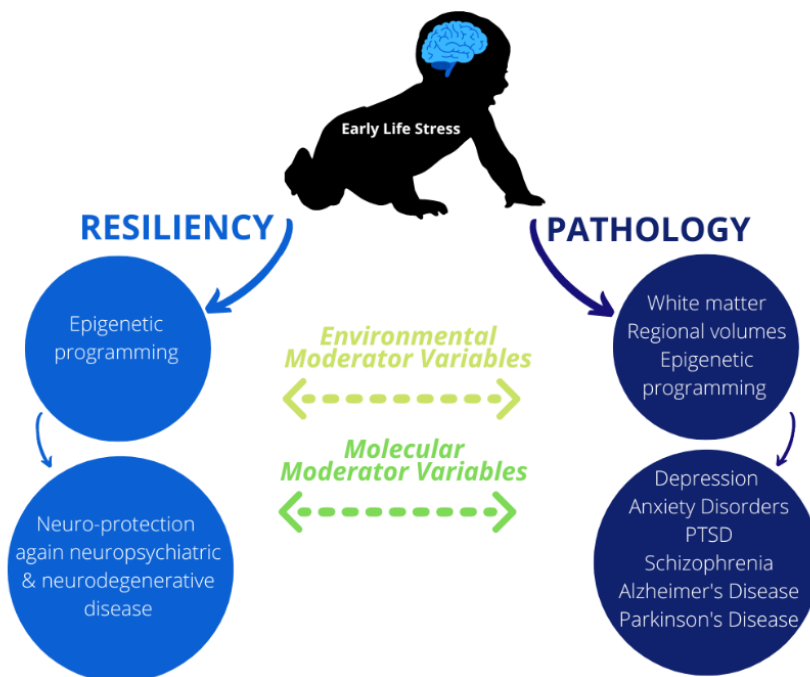 Early Life Stress
RESILIENCY
PATHOLOGY
Epigenetic
programming
White matter
Regional volumes
Epigenetic
programming
Environmental
Moderator Variables
Molecular
Moderator Variables
Neuro-protection
again neuropsychiatric
& neurodegenerative
disease
Depression
Anxiety Disorders
PTSD
Schizophrenia
Alzheimer's Disease
Parkinson's Disease